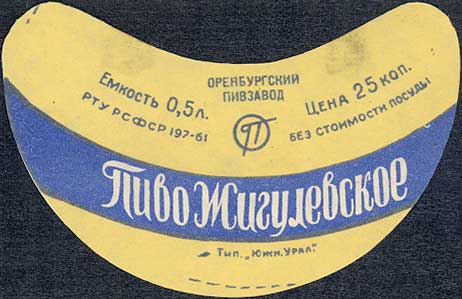 Емкость 0,5л.
РТУ РСФСР 197-61
ОРЕНБУРГСКИЙ
ПИВЗАВОД
П
ЦЕНА 25 КОП.
БЕЗ СТОИМОСТИ ПОСУДЫ
Пиво Жигулевское
Тип. „Южн. Урал".